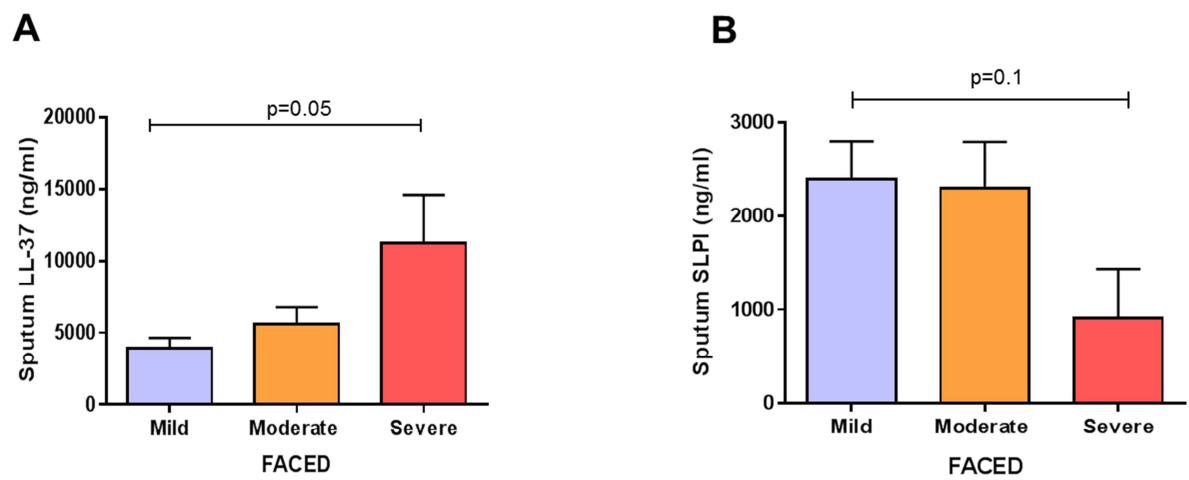 A
p=0.05
Sputum LL-37 (ng/ml)
20000
15000
10000
5000
0
Mild Moderate Severe
FACED
B
p=0.1
Sputum SLPI (ng/ml)
3000
2000
1000
0
Mild Moderate Severe
FACED